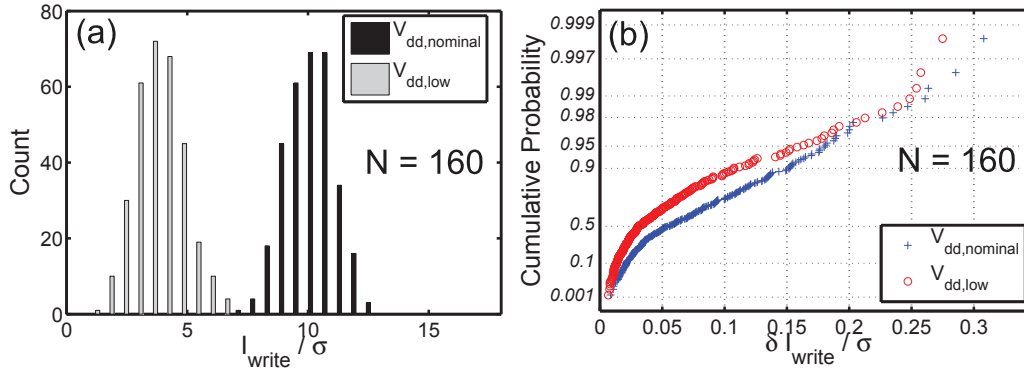 (a)
80
60
40
20
0
Count
0 5 10 15
I_write / σ
V_dd,nominal
V_dd,low
N = 160
(b)
0.999
0.997
0.99
0.98
0.95
0.9
0.5
0.1
0.001
Cumulative Probability
0 0.05 0.1 0.15 0.2 0.25 0.3
δ I_write / σ
N = 160
V_dd,nominal
V_dd,low